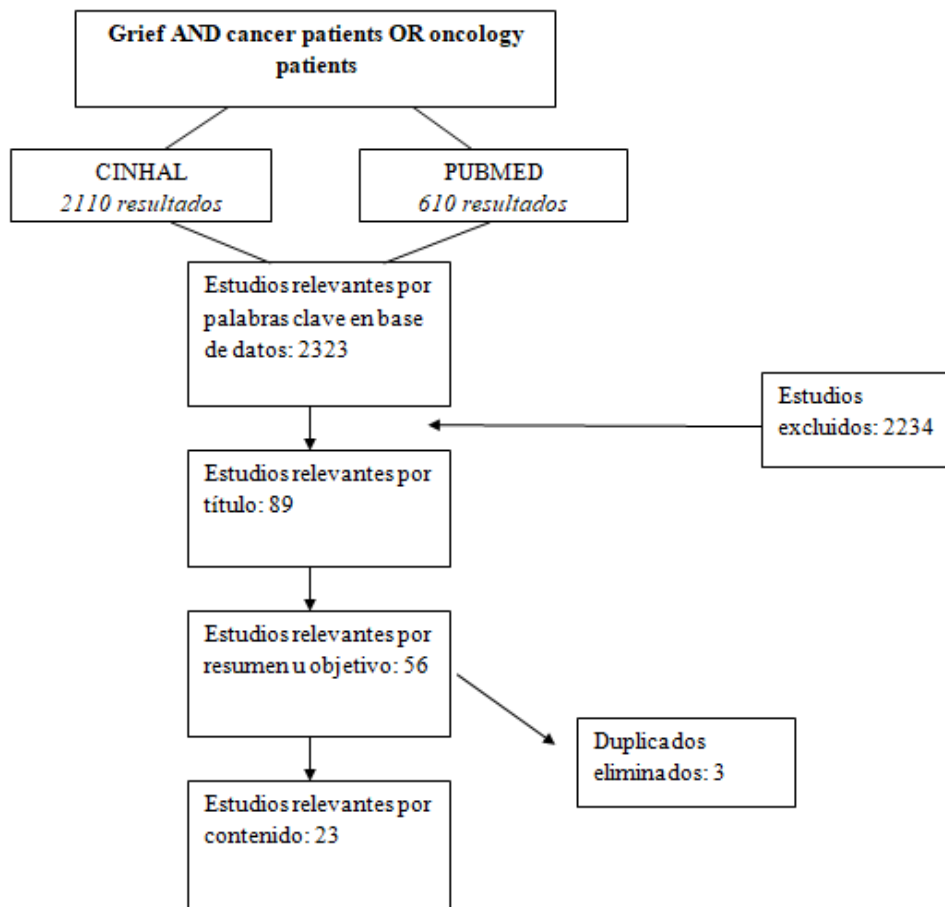 Grief AND cancer patients OR oncology
patients
CINHAL
2110 resultados
PUBMED
610 resultados
Estudios relevantes por
palabras clave en base
de datos: 2323
Estudios
excluidos: 2234
Estudios relevantes por
título: 89
Estudios relevantes por
resumen u objetivo: 56
Duplicados
eliminados: 3
Estudios relevantes por
contenido: 23